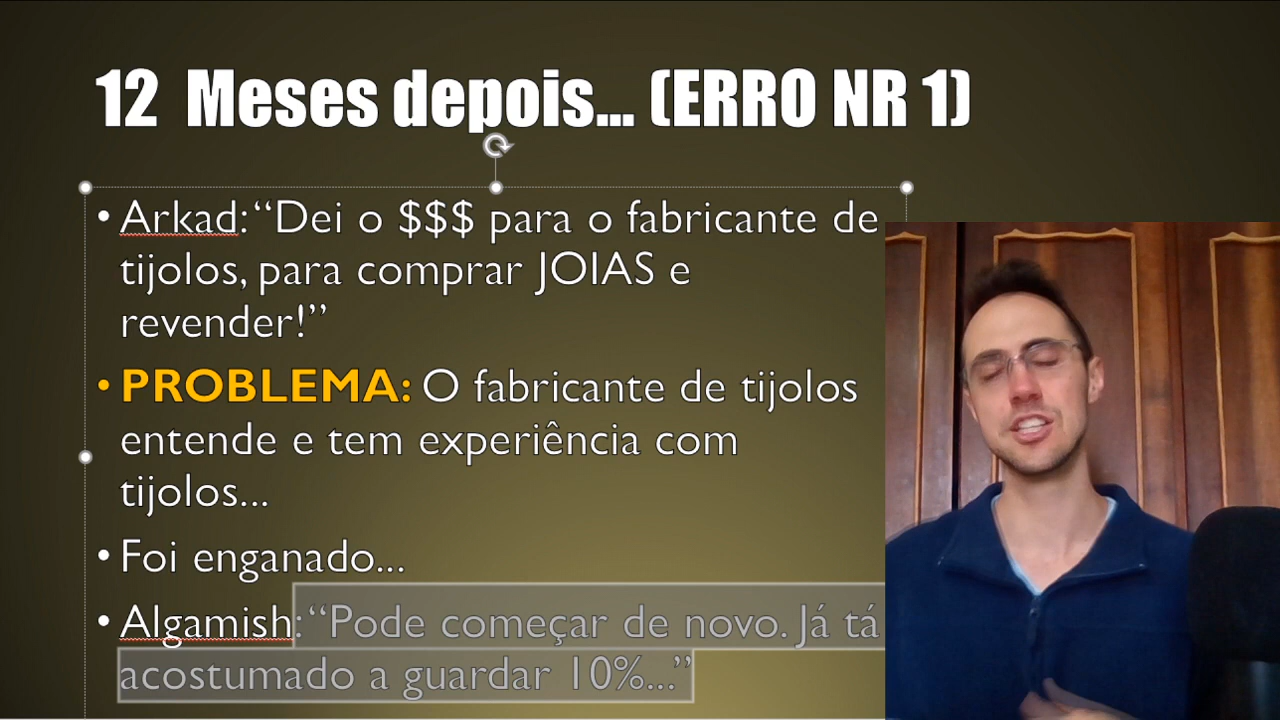 12 Meses depois... (ERRO NR 1)
• Arkad: “Dei o $$$ para o fabricante de
tijolos, para comprar JOIAS e
revender!”
• PROBLEMA: O fabricante de tijolos
entende e tem experiência com
tijolos...
• Foi enganado...
• Algamish: “Pode começar de novo. Já tá
acostumado a guardar 10%...”